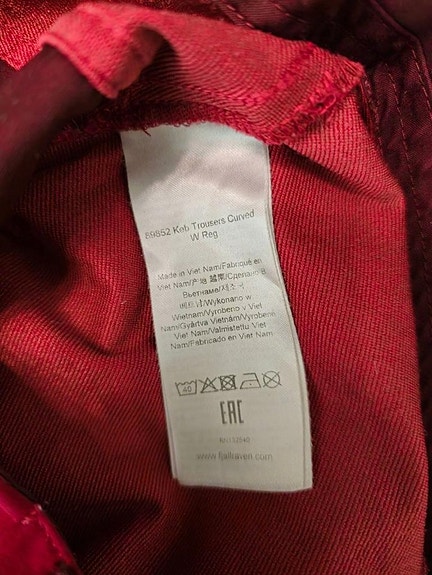 89852 Keb Trousers Curved
W Reg
Made in Viet Nam/Fabriqué en
Viet Nam/产地 越南/Сделано в
Вьетнаме/제조국
베트남/Wykonano w
Wietnam/Vyrobeno v Viet
Nam/Gyártva Vietnám/Vyrobené
Viet Nam/Valmistettu Viet
Nam/Fabricado en Viet Nam
40
EAC
www.fjallraven.com